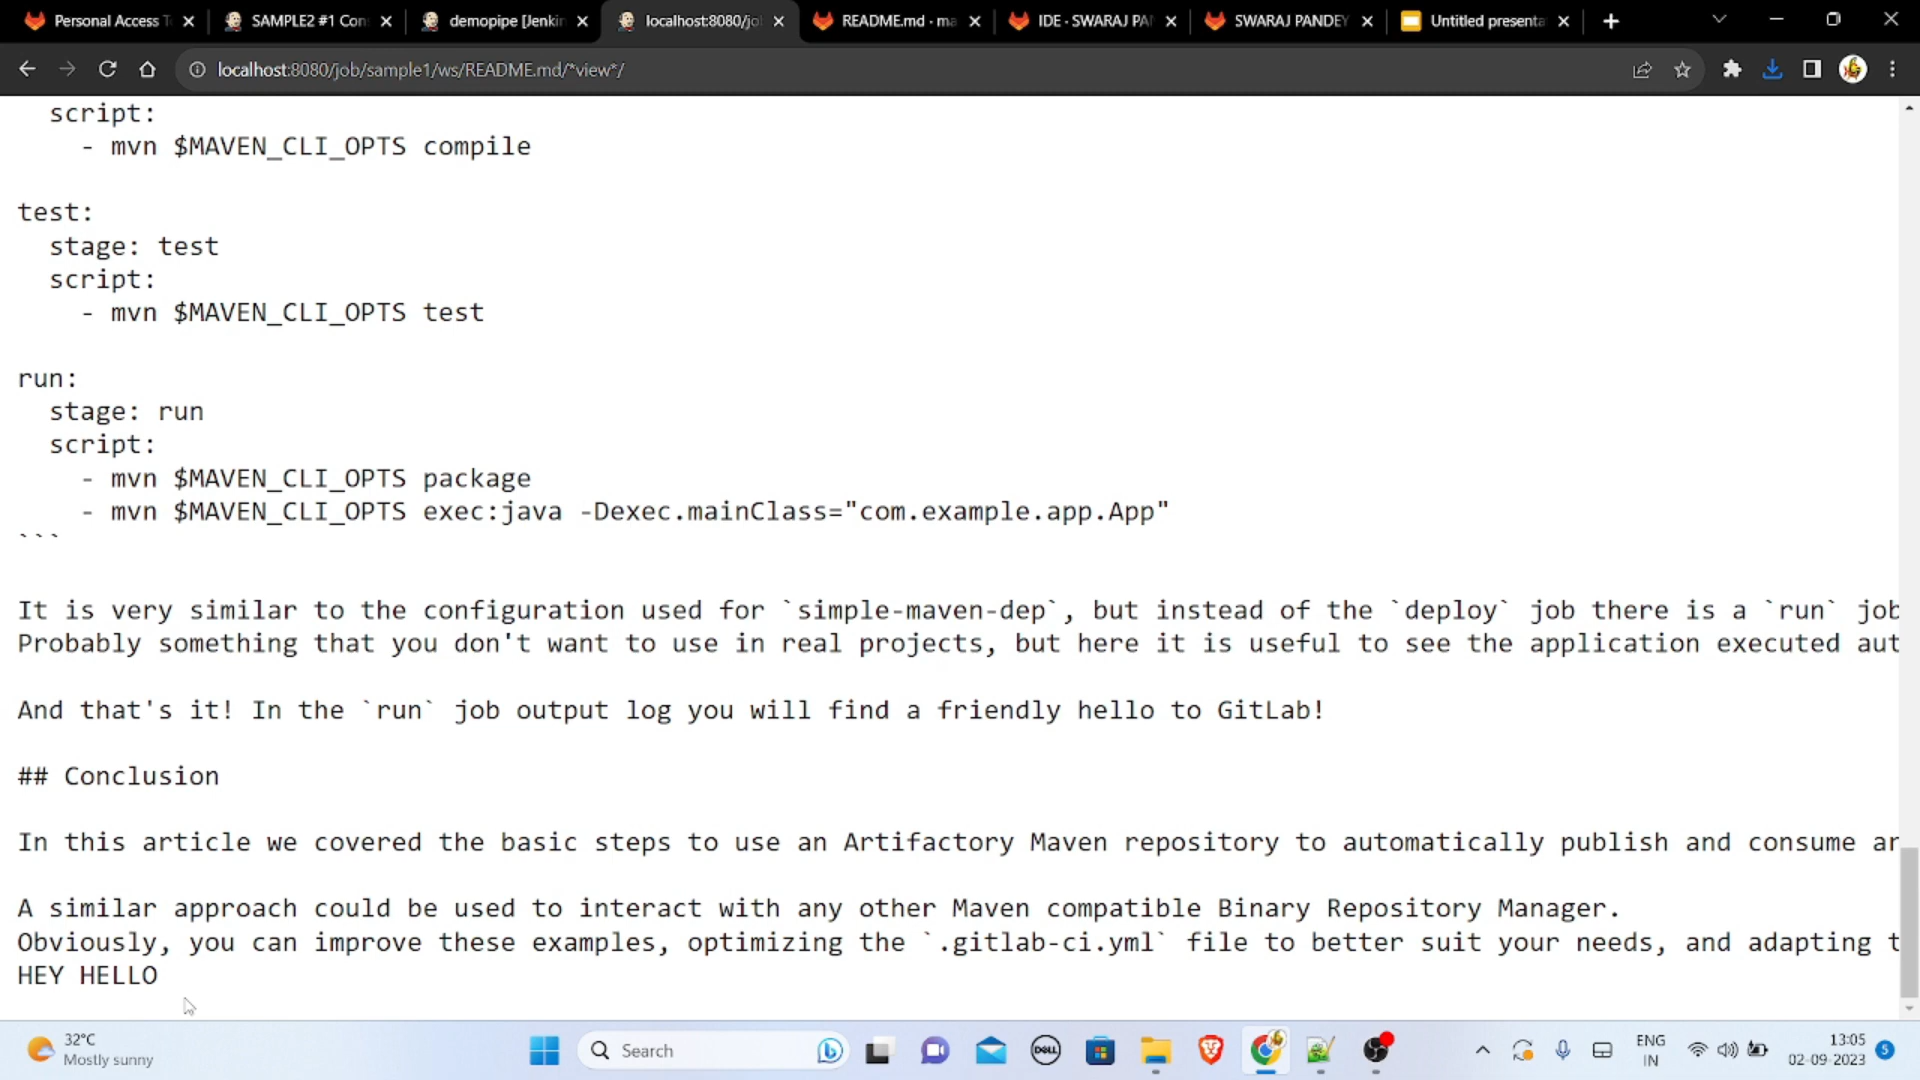 Personal Access T
SAMPLE2 #1 Con
demopipe [Jenkin
localhost:8080/jo
README.md · ma
IDE · SWARAJ PA
SWARAJ PANDEY
Untitled presenta
localhost:8080/job/sample1/ws/README.md/*view*/
script:
- mvn $MAVEN_CLI_OPTS compile
test:
stage: test
script:
- mvn $MAVEN_CLI_OPTS test
run:
stage: run
script:
- mvn $MAVEN_CLI_OPTS package
- mvn $MAVEN_CLI_OPTS exec:java -Dexec.mainClass="com.example.app.App"
```
It is very similar to the configuration used for `simple-maven-dep`, but instead of the `deploy` job there is a `run` job
Probably something that you don't want to use in real projects, but here it is useful to see the application executed aut
And that's it! In the `run` job output log you will find a friendly hello to GitLab!
## Conclusion
In this article we covered the basic steps to use an Artifactory Maven repository to automatically publish and consume ar
A similar approach could be used to interact with any other Maven compatible Binary Repository Manager.
Obviously, you can improve these examples, optimizing the `.gitlab-ci.yml` file to better suit your needs, and adapting t
HEY HELLO
32°C
Mostly sunny
Search
DELL
ENG
IN
13:05
02-09-2023
5